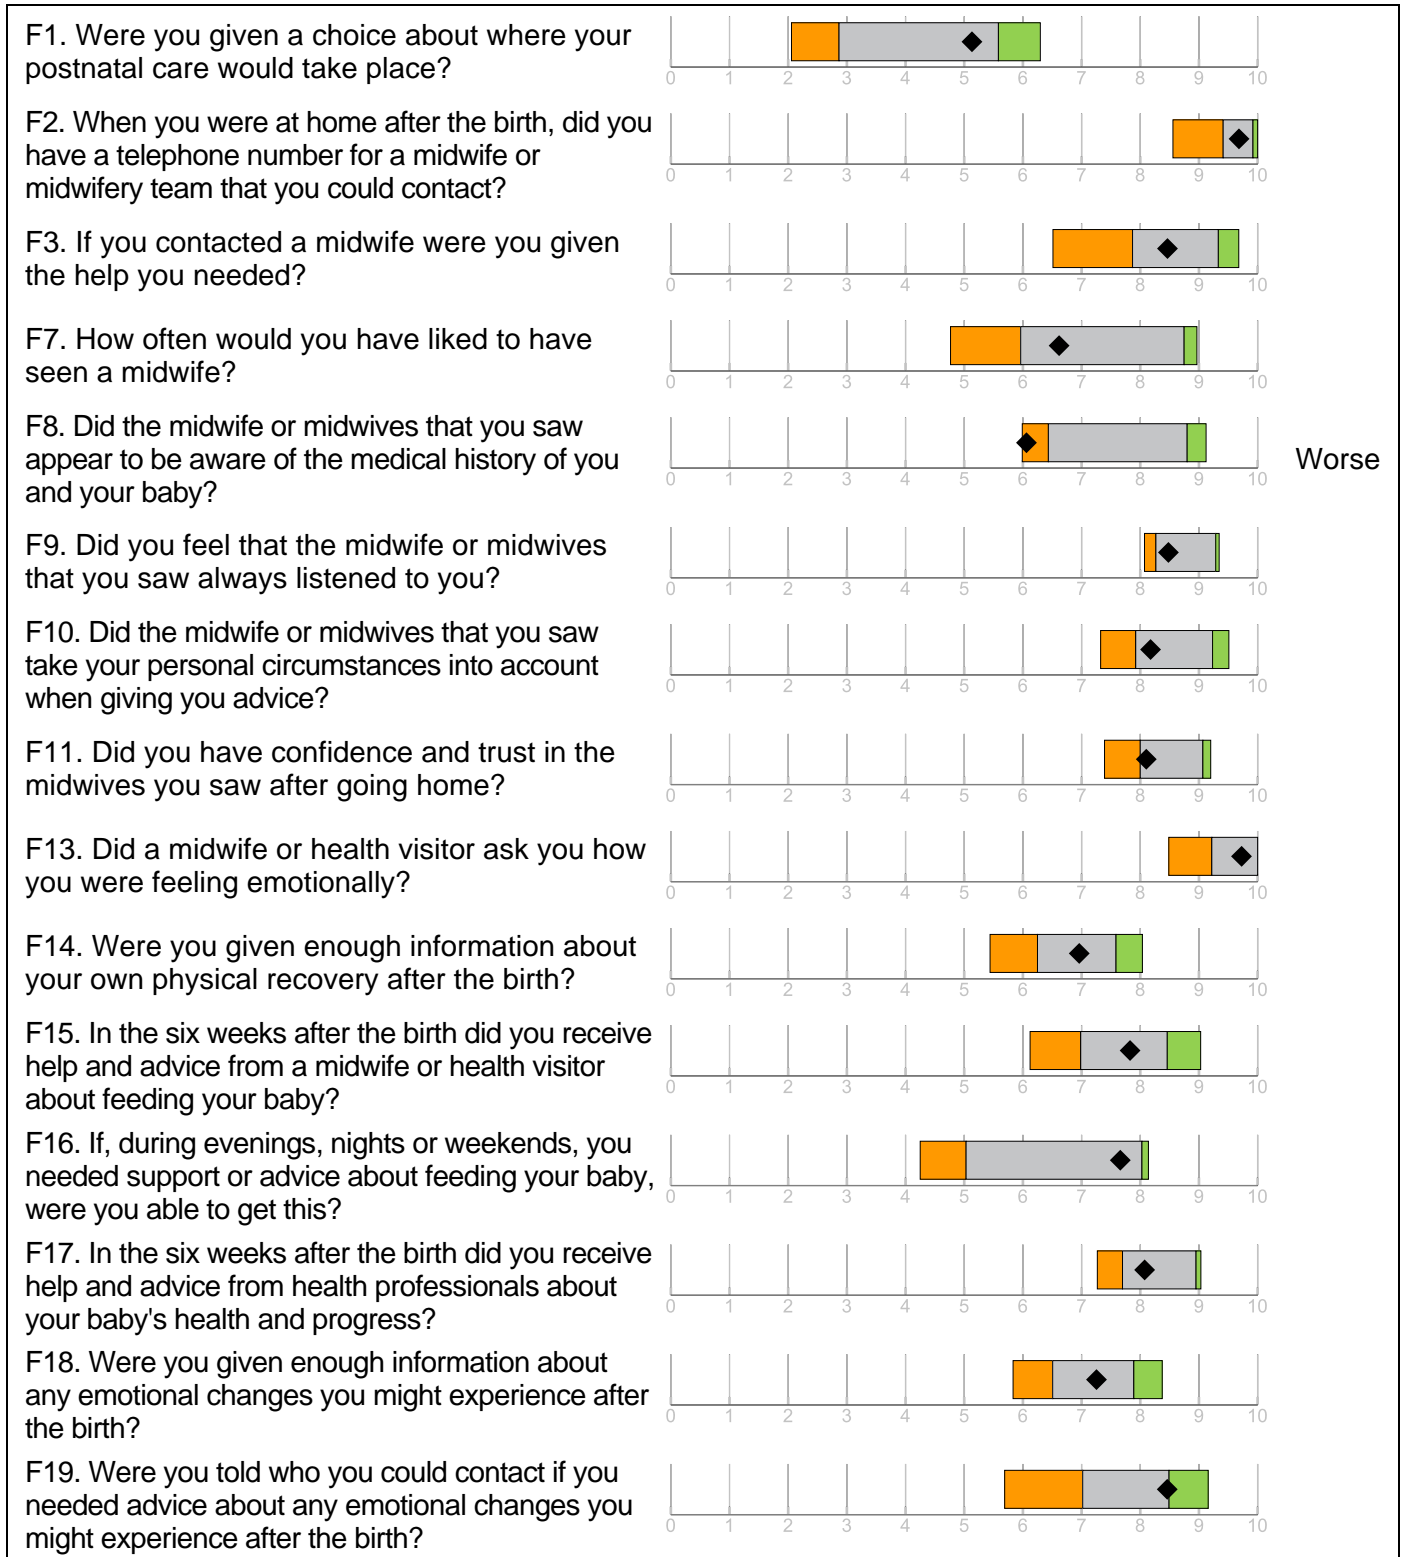 F1. Were you given a choice about where your
postnatal care would take place?
0 1 2 3 4 5 6 7 8 9 10
F2. When you were at home after the birth, did you
have a telephone number for a midwife or
midwifery team that you could contact?
0 1 2 3 4 5 6 7 8 9 10
F3. If you contacted a midwife were you given
the help you needed?
0 1 2 3 4 5 6 7 8 9 10
F7. How often would you have liked to have
seen a midwife?
0 1 2 3 4 5 6 7 8 9 10
F8. Did the midwife or midwives that you saw
appear to be aware of the medical history of you
and your baby?
0 1 2 3 4 5 6 7 8 9 10
Worse
F9. Did you feel that the midwife or midwives
that you saw always listened to you?
0 1 2 3 4 5 6 7 8 9 10
F10. Did the midwife or midwives that you saw
take your personal circumstances into account
when giving you advice?
0 1 2 3 4 5 6 7 8 9 10
F11. Did you have confidence and trust in the
midwives you saw after going home?
0 1 2 3 4 5 6 7 8 9 10
F13. Did a midwife or health visitor ask you how
you were feeling emotionally?
0 1 2 3 4 5 6 7 8 9 10
F14. Were you given enough information about
your own physical recovery after the birth?
0 1 2 3 4 5 6 7 8 9 10
F15. In the six weeks after the birth did you receive
help and advice from a midwife or health visitor
about feeding your baby?
0 1 2 3 4 5 6 7 8 9 10
F16. If, during evenings, nights or weekends, you
needed support or advice about feeding your baby,
were you able to get this?
0 1 2 3 4 5 6 7 8 9 10
F17. In the six weeks after the birth did you receive
help and advice from health professionals about
your baby's health and progress?
0 1 2 3 4 5 6 7 8 9 10
F18. Were you given enough information about
any emotional changes you might experience after
the birth?
0 1 2 3 4 5 6 7 8 9 10
F19. Were you told who you could contact if you
needed advice about any emotional changes you
might experience after the birth?
0 1 2 3 4 5 6 7 8 9 10